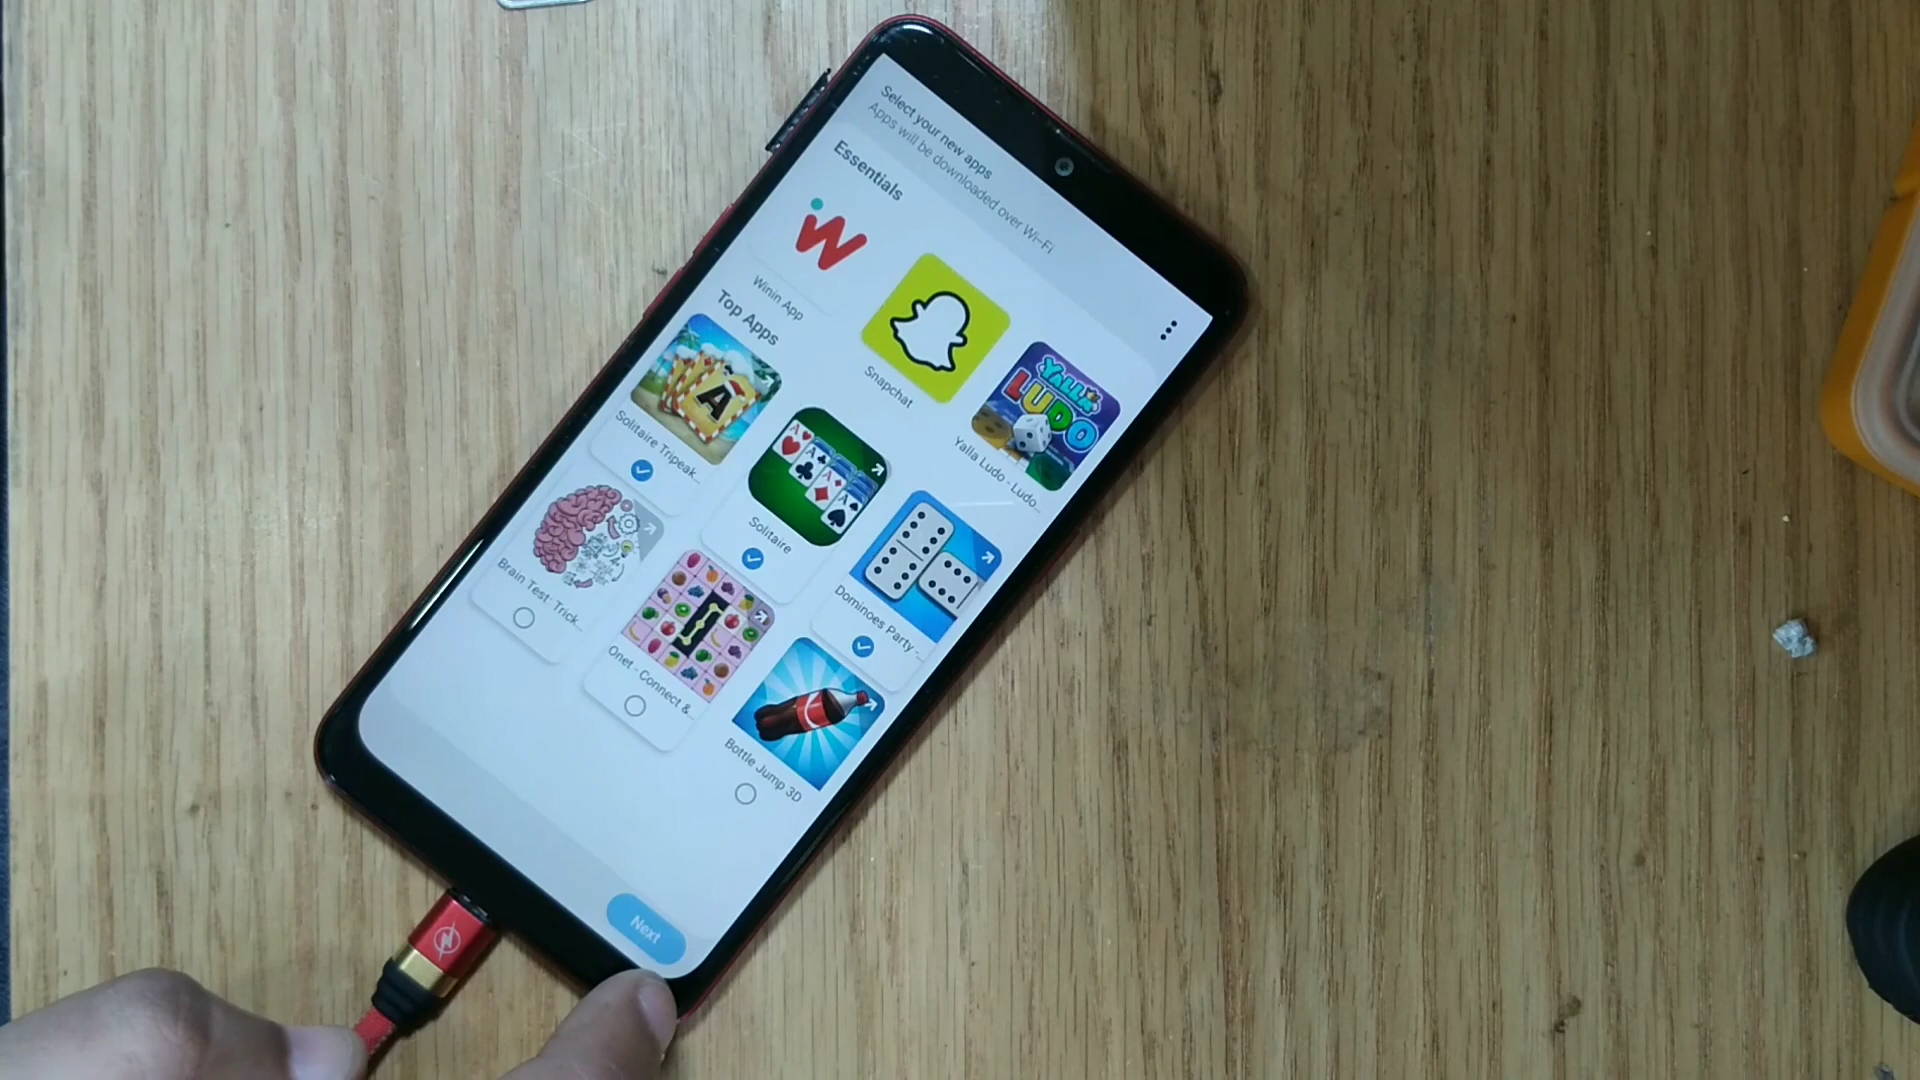 Select your new apps
Apps will be downloaded over Wi-Fi
Essentials
W
Winin App
Snapchat
YALLA
LUDO
Yalla Ludo - Ludo...
Top Apps
A
Solitaire Tripeak...
A A A A
Solitaire
Dominoes Party -...
Brain Test: Trick...
Onet - Connect &...
Bottle Jump 3D
Next